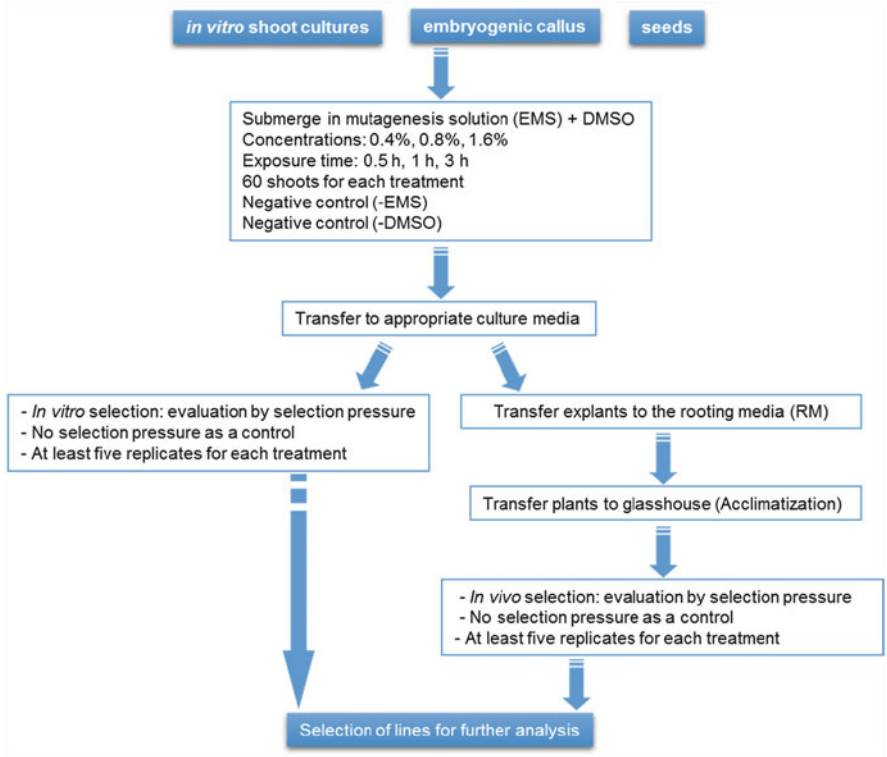 in vitro shoot cultures
embryogenic callus
seeds
Submerge in mutagenesis solution (EMS) + DMSO
Concentrations: 0.4%, 0.8%, 1.6%
Exposure time: 0.5 h, 1 h, 3 h
60 shoots for each treatment
Negative control (-EMS)
Negative control (-DMSO)
Transfer to appropriate culture media
- In vitro selection: evaluation by selection pressure
- No selection pressure as a control
- At least five replicates for each treatment
Transfer explants to the rooting media (RM)
Transfer plants to glasshouse (Acclimatization)
- In vivo selection: evaluation by selection pressure
- No selection pressure as a control
- At least five replicates for each treatment
Selection of lines for further analysis